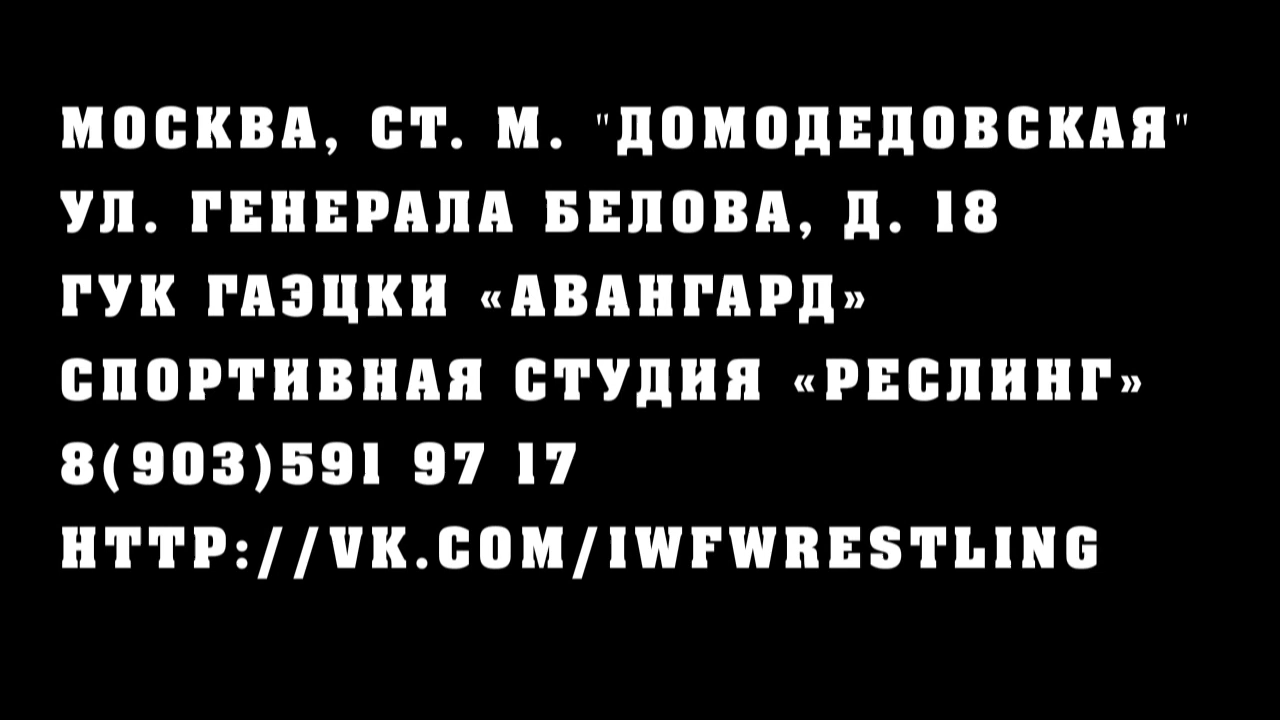 МОСКВА, СТ. М. "ДОМОДЕДОВСКАЯ"
УЛ. ГЕНЕРАЛА БЕЛОВА, Д. 18
ГУК ГАЭЦКИ «АВАНГАРД»
СПОРТИВНАЯ СТУДИЯ «РЕСЛИНГ»
8(903)591 97 17
HTTP://VK.COM/IWFWRESTLING